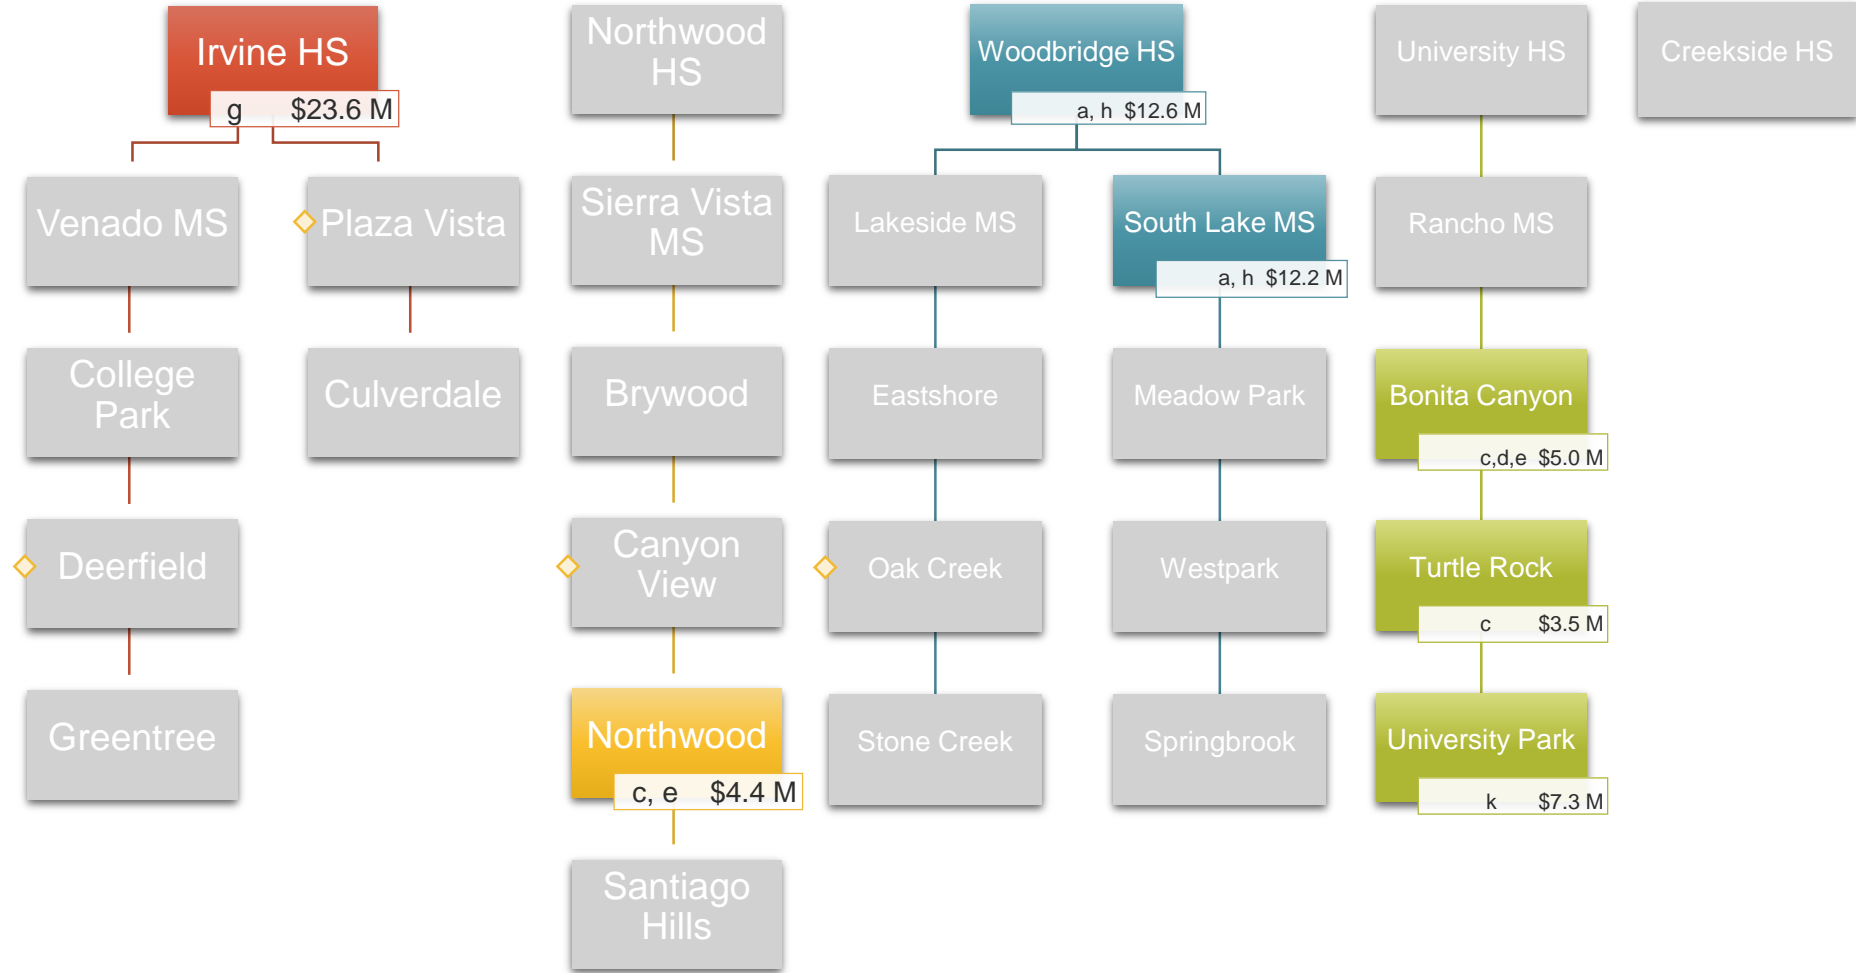 Irvine HS
g $23.6 M
Venado MS
Plaza Vista
College
Park
Culverdale
Deerfield
Greentree
Northwood
HS
Sierra Vista
MS
Brywood
Canyon
View
Northwood
c, e $4.4 M
Santiago
Hills
Woodbridge HS
a, h $12.6 M
Lakeside MS
South Lake MS
a, h $12.2 M
Eastshore
Meadow Park
Oak Creek
Westpark
Stone Creek
Springbrook
University HS
Rancho MS
Bonita Canyon
c,d,e $5.0 M
Turtle Rock
c $3.5 M
University Park
k $7.3 M
Creekside HS